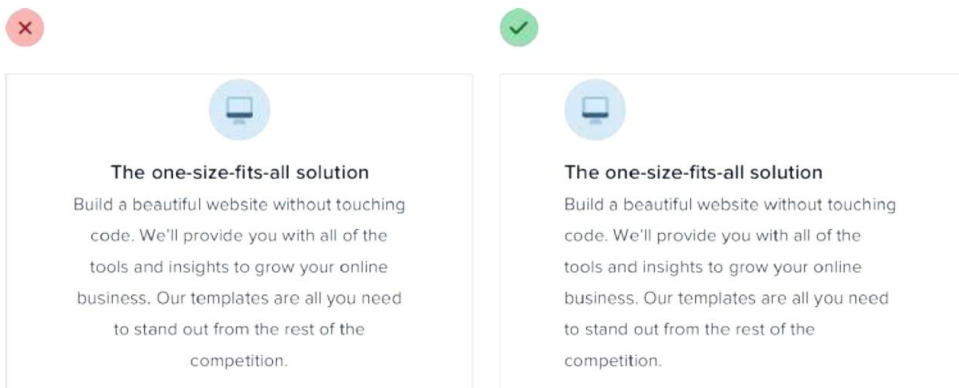 The one-size-fits-all solution
Build a beautiful website without touching
code. We'll provide you with all of the
tools and insights to grow your online
business. Our templates are all you need
to stand out from the rest of the
competition.
The one-size-fits-all solution
Build a beautiful website without touching
code. We'll provide you with all of the
tools and insights to grow your online
business. Our templates are all you need
to stand out from the rest of the
competition.